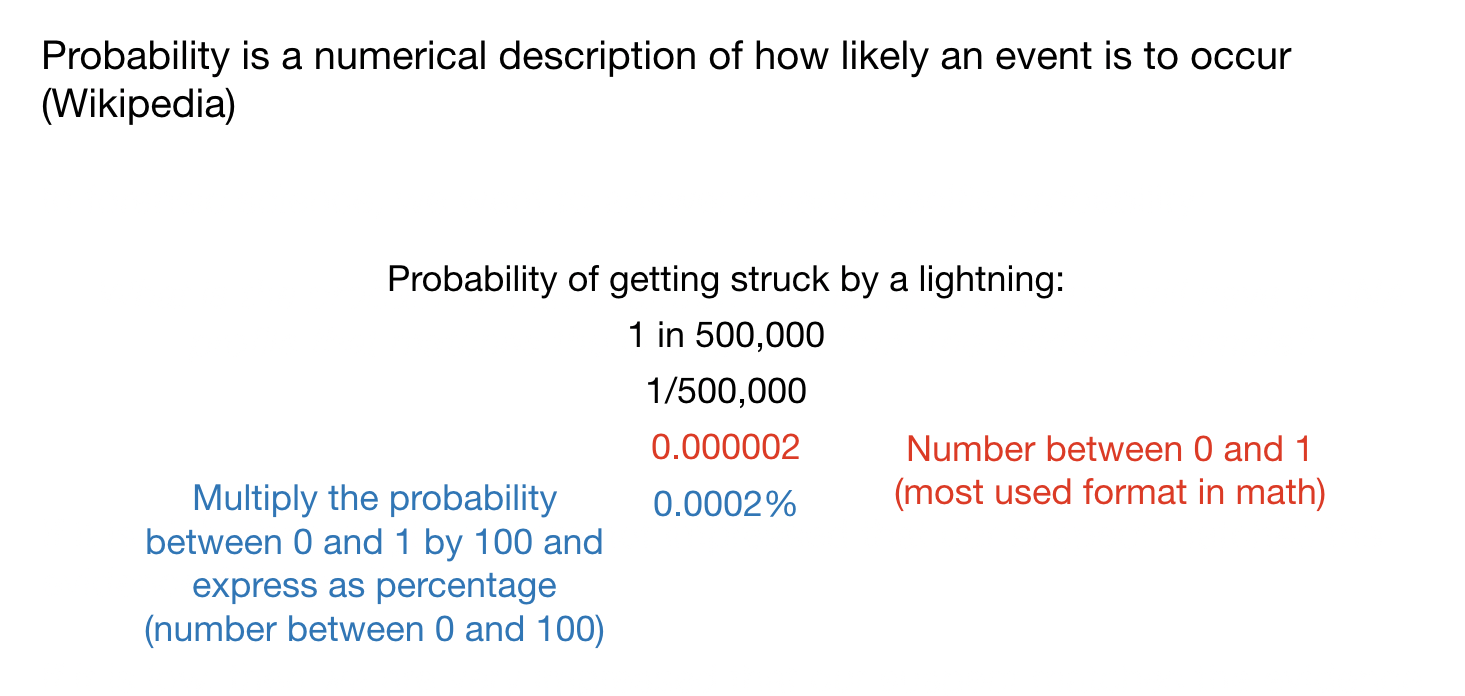 Probability is a numerical description of how likely an event is to occur
(Wikipedia)
Probability of getting struck by a lightning:
1 in 500,000
1/500,000
0.000002
0.0002%
Number between 0 and 1
(most used format in math)
Multiply the probability
between 0 and 1 by 100 and
express as percentage
(number between 0 and 100)